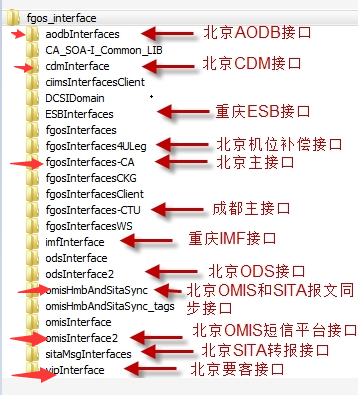 fgos_interface
aodbInterfaces 北京AODB接口
CA_SOA-I_Common_LIB
cdmInterface 北京CDM接口
ciimsInterfacesClient
DCSIDomain
ESBInterfaces 重庆ESB接口
fgosInterfaces
fgosInterfaces4ULeg 北京机位补偿接口
fgosInterfaces-CA 北京主接口
fgosInterfacesCKG
fgosInterfacesClient
fgosInterfaces-CTU 成都主接口
fgosInterfacesWS
imfInterface 重庆IMF接口
odsInterface
odsInterface2 北京ODS接口
omisHmbAndSitaSync 北京OMIS和SITA报文同
步接口
omisHmbAndSitaSync_tags
omisInterface
omisInterface2 北京OMIS短信平台接口
sitaMsgInterfaces 北京SITA转报接口
vipInterface 北京要客接口